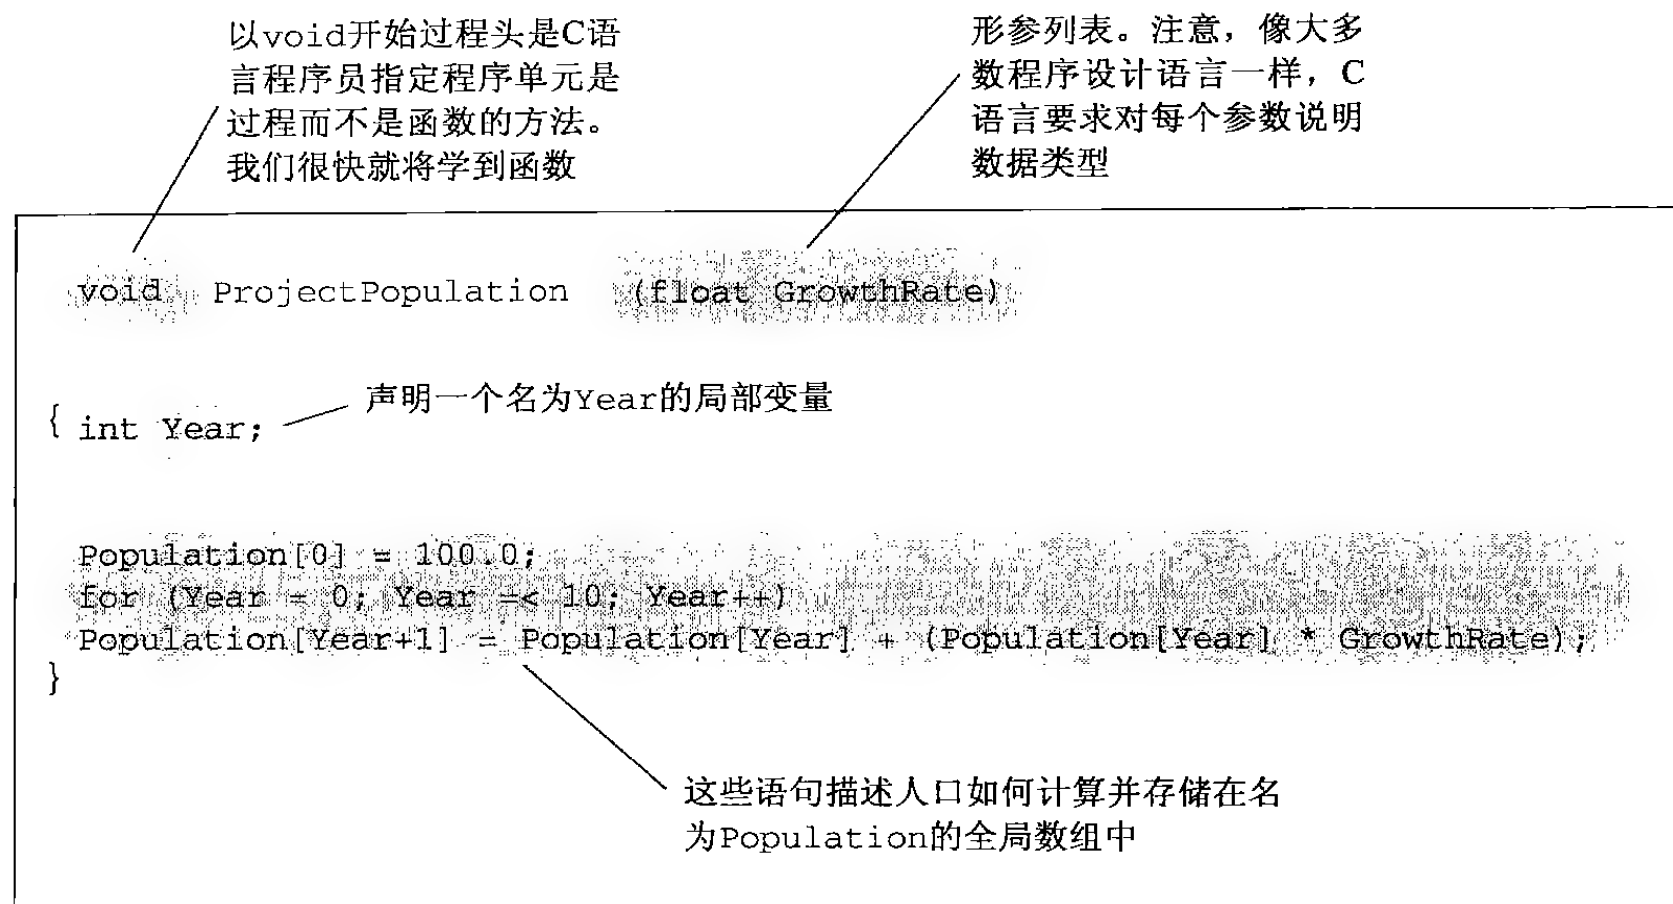 以void开始过程头是C语
言程序员指定程序单元是
过程而不是函数的方法。
我们很快就将学到函数
形参列表。注意，像大多
数程序设计语言一样，C
语言要求对每个参数说明
数据类型
void ProjectPopulation (float GrowthRate)
声明一个名为Year的局部变量
{ int Year;
Population[0] = 100.0;
for (Year = 0; Year =< 10; Year++)
Population[Year+1] = Population[Year] + (Population[Year] * GrowthRate);
}
这些语句描述人口如何计算并存储在名
为Population的全局数组中